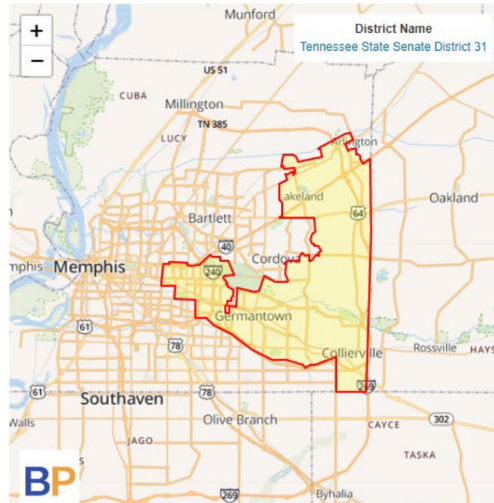 +
−
District Name
Tennessee State Senate District 31
Munford
US 51
CUBA
Millington
TN 385
LUCY
Arlington
akeland
Oakland
Bartlett
64
40
mphis
Memphis
Cordova
240
Germantown
61
78
Collierville
Rossville
HAYS
61
78
269
Southaven
Walls
Olive Branch
302
CAYCE
JAGO
TASKA
s
BP
269
Byhalia